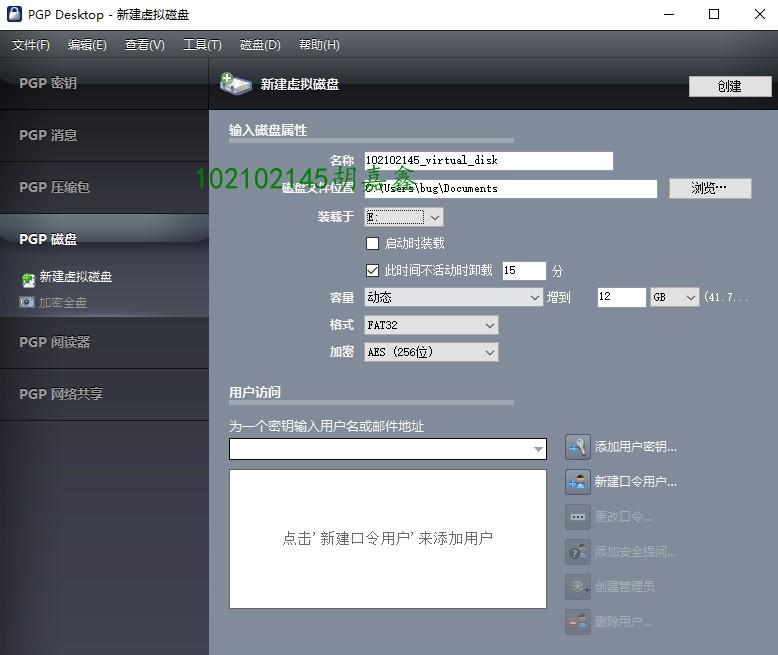 PGP Desktop - 新建虚拟磁盘
文件(F) 编辑(E) 查看(V) 工具(T) 磁盘(D) 帮助(H)
PGP 密钥
新建虚拟磁盘
创建
PGP 消息
输入磁盘属性
名称 102102145_virtual_disk
PGP 压缩包
102102145胡嘉鑫
磁盘文件位置 C:\Users\bug\Documents 浏览…
装载于 E:
PGP 磁盘
启动时装载
新建虚拟磁盘
此时间不活动时卸载 15 分
加密全盘
容量 动态 增到 12 GB (41.7...
格式 FAT32
PGP 阅读器
加密 AES (256位)
PGP 网络共享
用户访问
为一个密钥输入用户名或邮件地址
添加用户密钥...
新建口令用户...
更改口令...
点击'新建口令用户'来添加用户
添加安全提问...
创建管理员
删除用户...